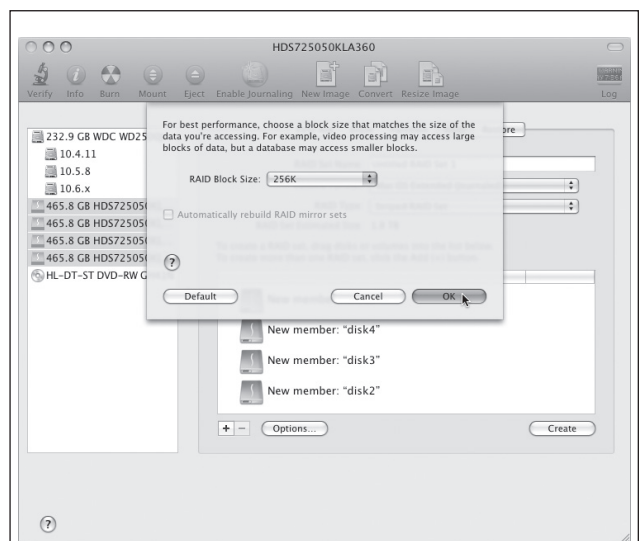 HDS725050KLA360
Verify Info Burn Mount Eject Enable Journaling New Image Convert Resize Image Log
For best performance, choose a block size that matches the size of the
data you're accessing. For example, video processing may access large
blocks of data, but a database may access smaller blocks.
RAID Block Size: 256K
Automatically rebuild RAID mirror sets
?
Default Cancel OK
232.9 GB WDC WD25
10.4.11
10.5.8
10.6.x
465.8 GB HDS72505
465.8 GB HDS72505
465.8 GB HDS72505
465.8 GB HDS72505
HL-DT-ST DVD-RW
ore
New member: "disk4"
New member: "disk3"
New member: "disk2"
+ − Options... Create
?